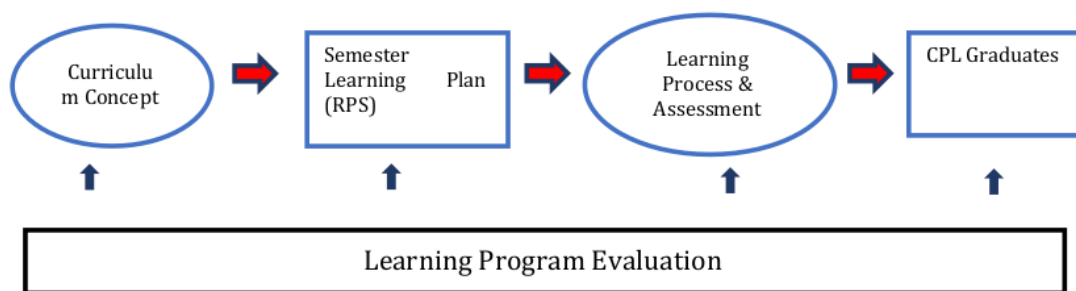 Curriculu
m Concept
Semester
Learning Plan
(RPS)
Learning
Process &
Assessment
CPL Graduates
Learning Program Evaluation